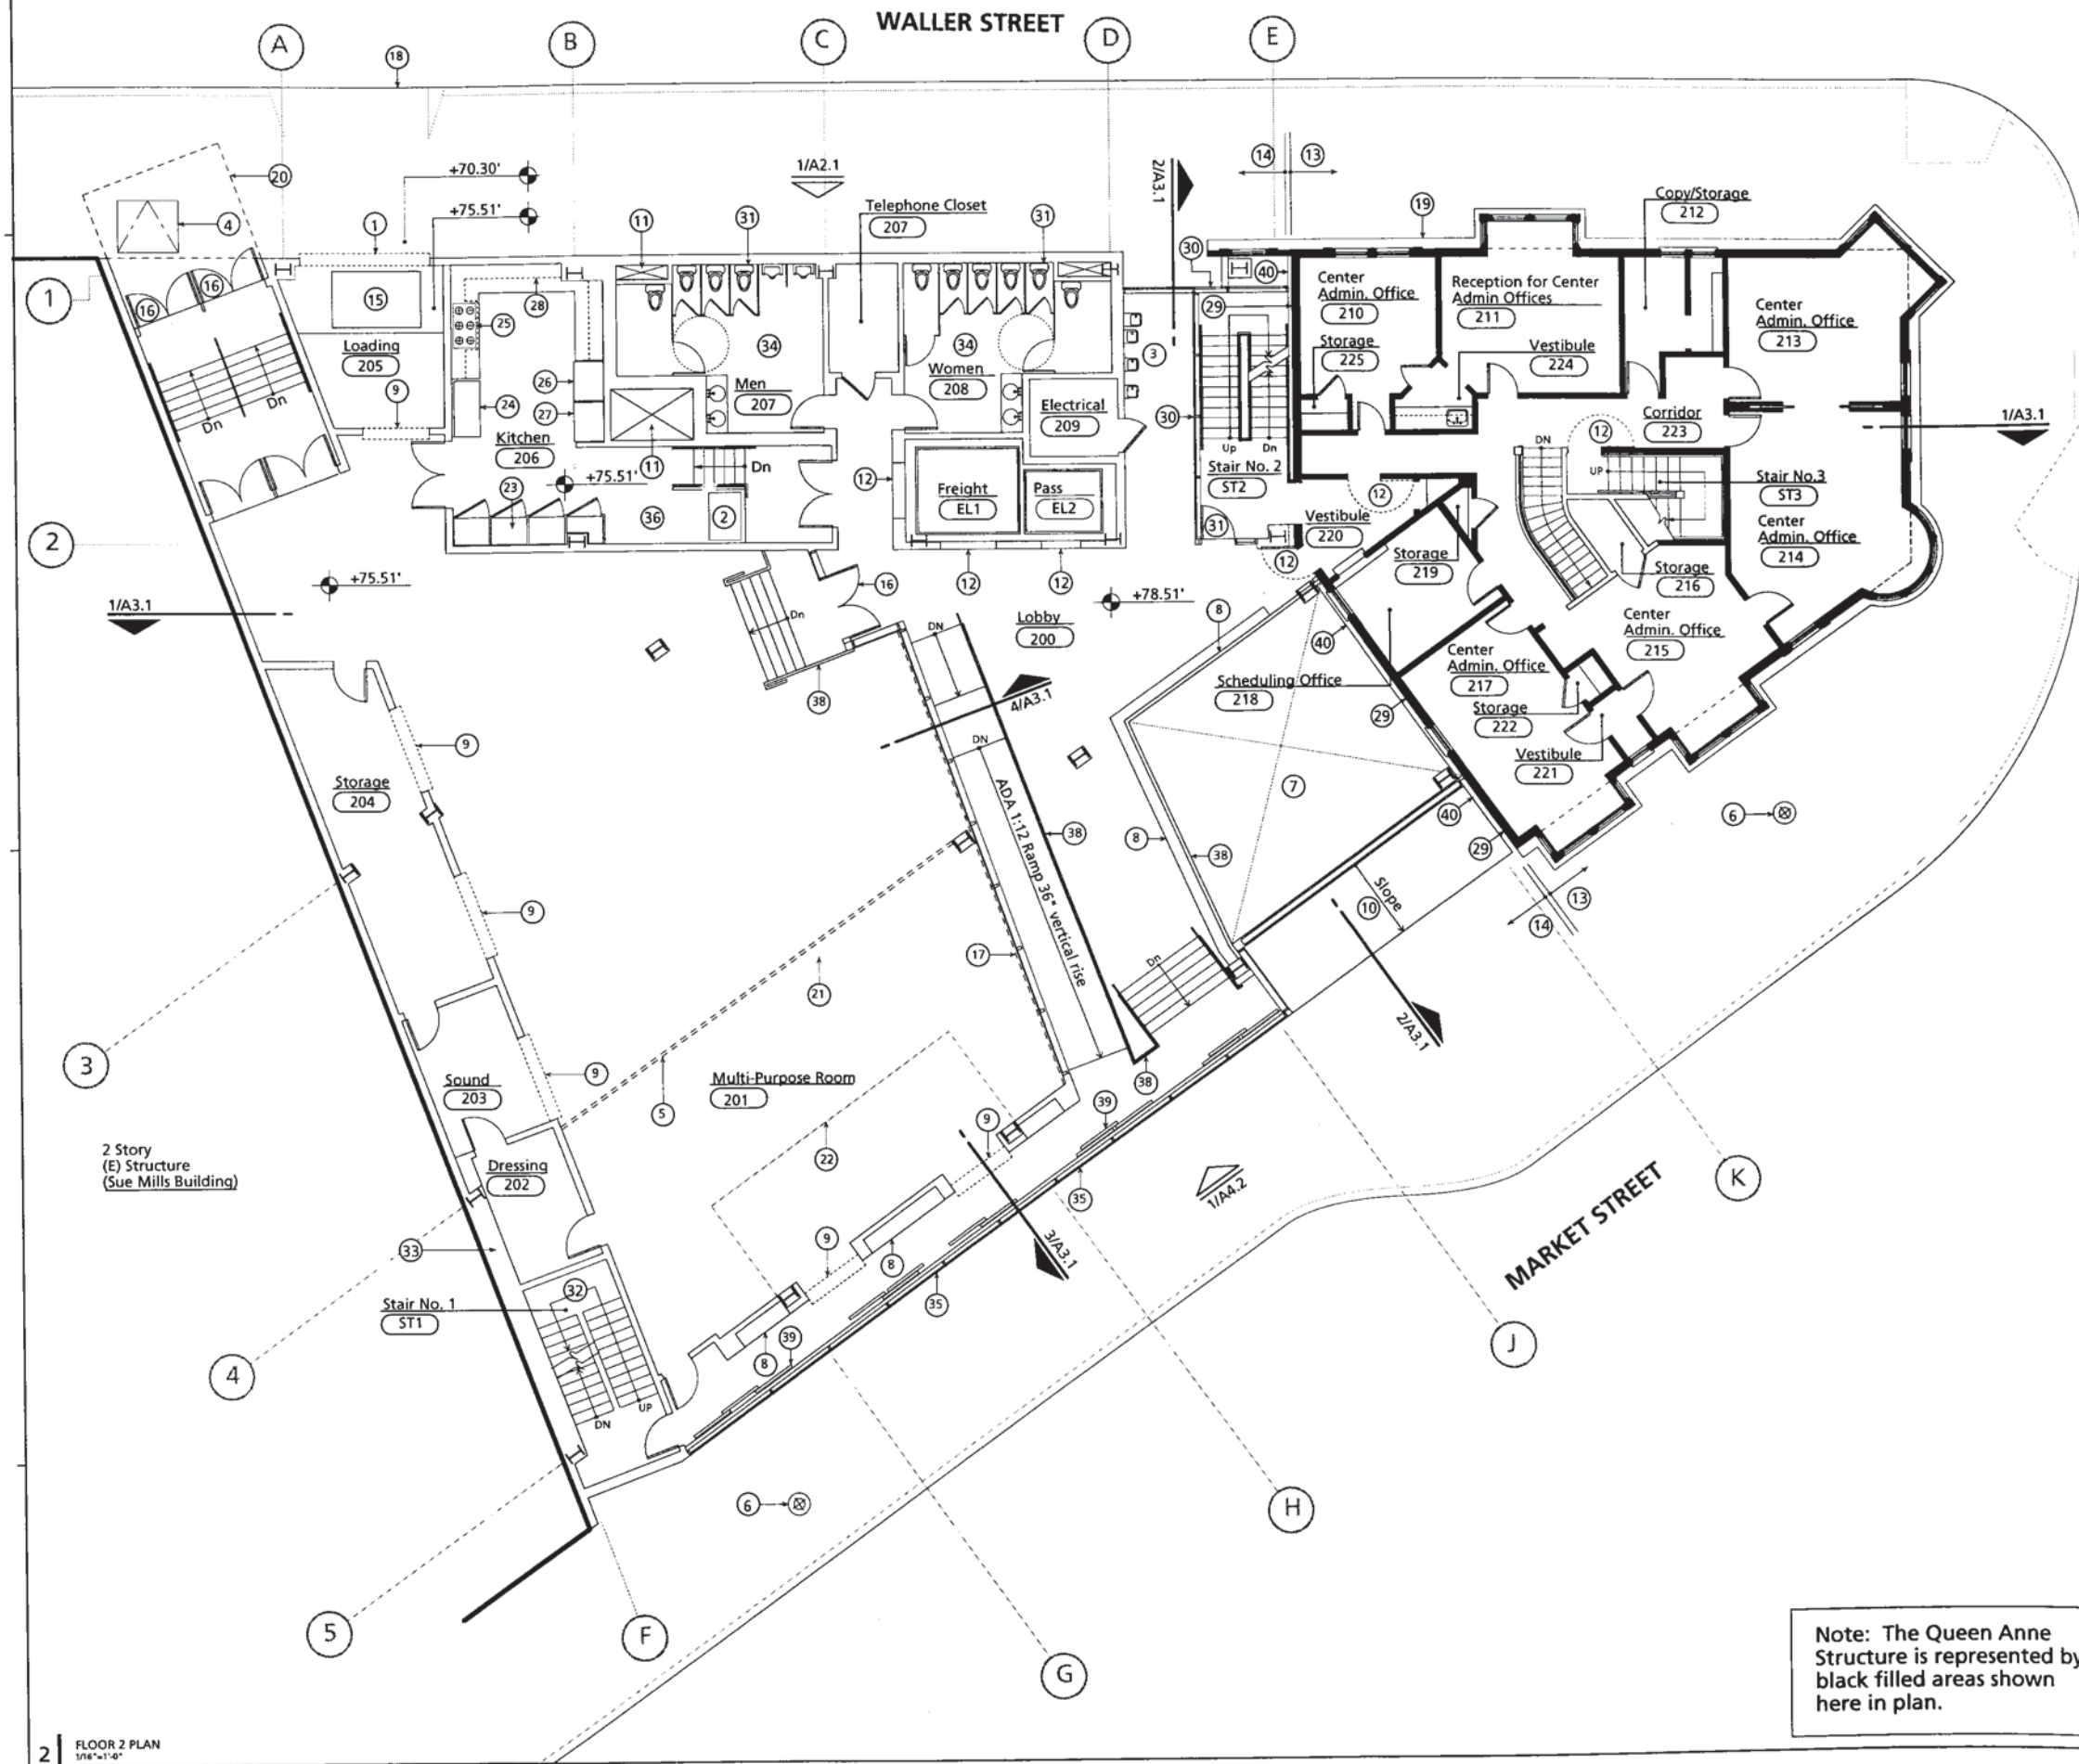 WALLER STREET
A
B
C
D
E
18
20
4
1
+70.30'
+75.51'
1/A2.1
2/A3.1
14
13
Telephone Closet
207
Copy/Storage
212
19
11
31
31
30
40
1
16
16
15
25
28
34
34
3
29
Center
Admin. Office
210
Reception for Center
Admin Offices
211
Center
Admin. Office
213
Loading
205
Storage
225
Vestibule
224
9
24
26
27
Men
207
Women
208
Electrical
209
30
Corridor
223
12
1/A3.1
Dn
Dn
Kitchen
206
11
Dn
Up
Dn
DN
UP
+75.51'
23
36
2
12
Freight
EL1
Pass
EL2
Stair No. 2
ST2
31
12
Vestibule
220
Stair No.3
ST3
Center
Admin. Office
214
2
+75.51'
16
12
12
12
Storage
219
Storage
216
1/A3.1
Dn
+78.51'
Lobby
200
8
40
Center
Admin. Office
215
DN
38
4/A3.1
Scheduling Office
218
Center
Admin. Office
217
29
Storage
222
9
DN
Vestibule
221
Storage
204
7
ADA 1:12 Ramp 36" vertical rise
38
8
38
40
29
6
9
17
Slope
10
13
14
21
Dn
2/A3.1
3
Sound
203
9
5
Multi-Purpose Room
201
38
39
9
22
2 Story
(E) Structure
(Sue Mills Building)
Dressing
202
35
1/A4.2
K
MARKET STREET
33
9
8
3/A3.1
32
Stair No. 1
ST1
35
39
8
J
4
UP
DN
6
H
5
F
G
Note: The Queen Anne
Structure is represented by
black filled areas shown
here in plan.
2
FLOOR 2 PLAN
1/16"=1'-0"